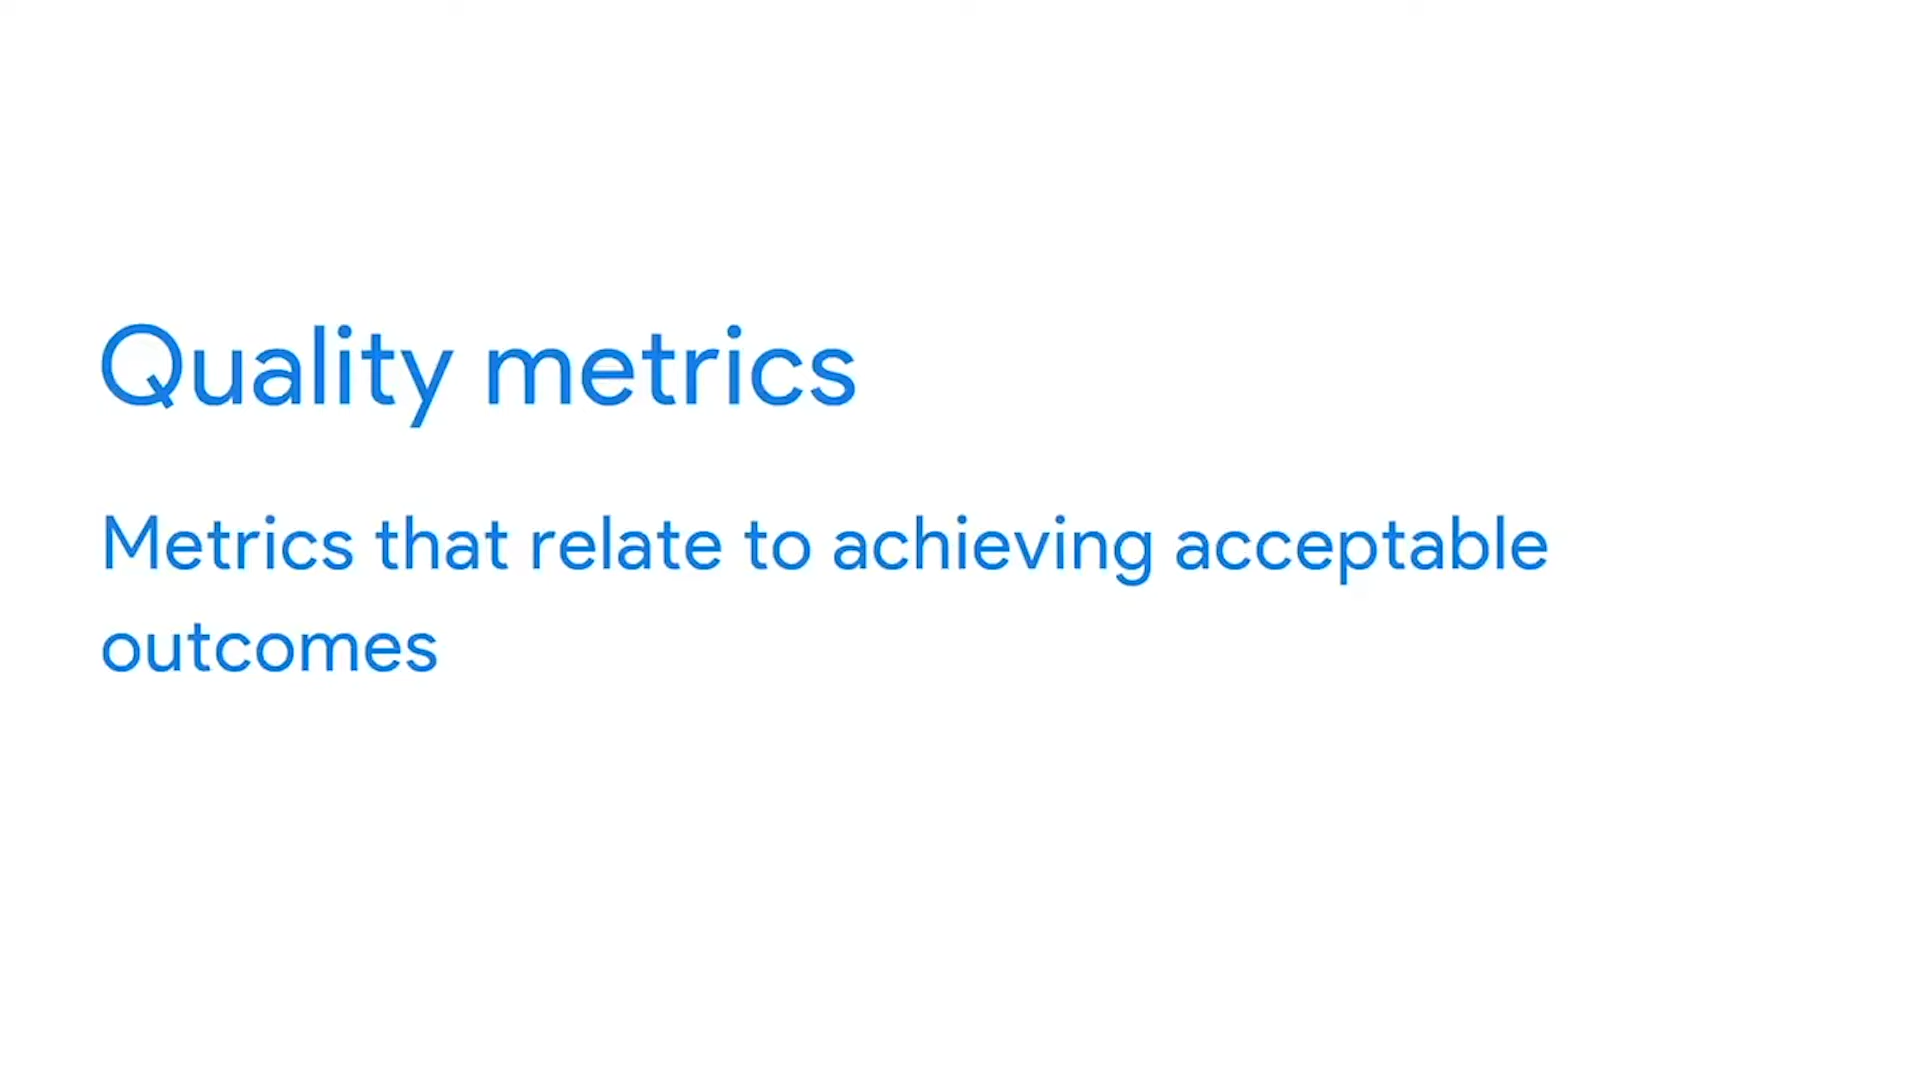 Quality metrics
Metrics that relate to achieving acceptable
outcomes